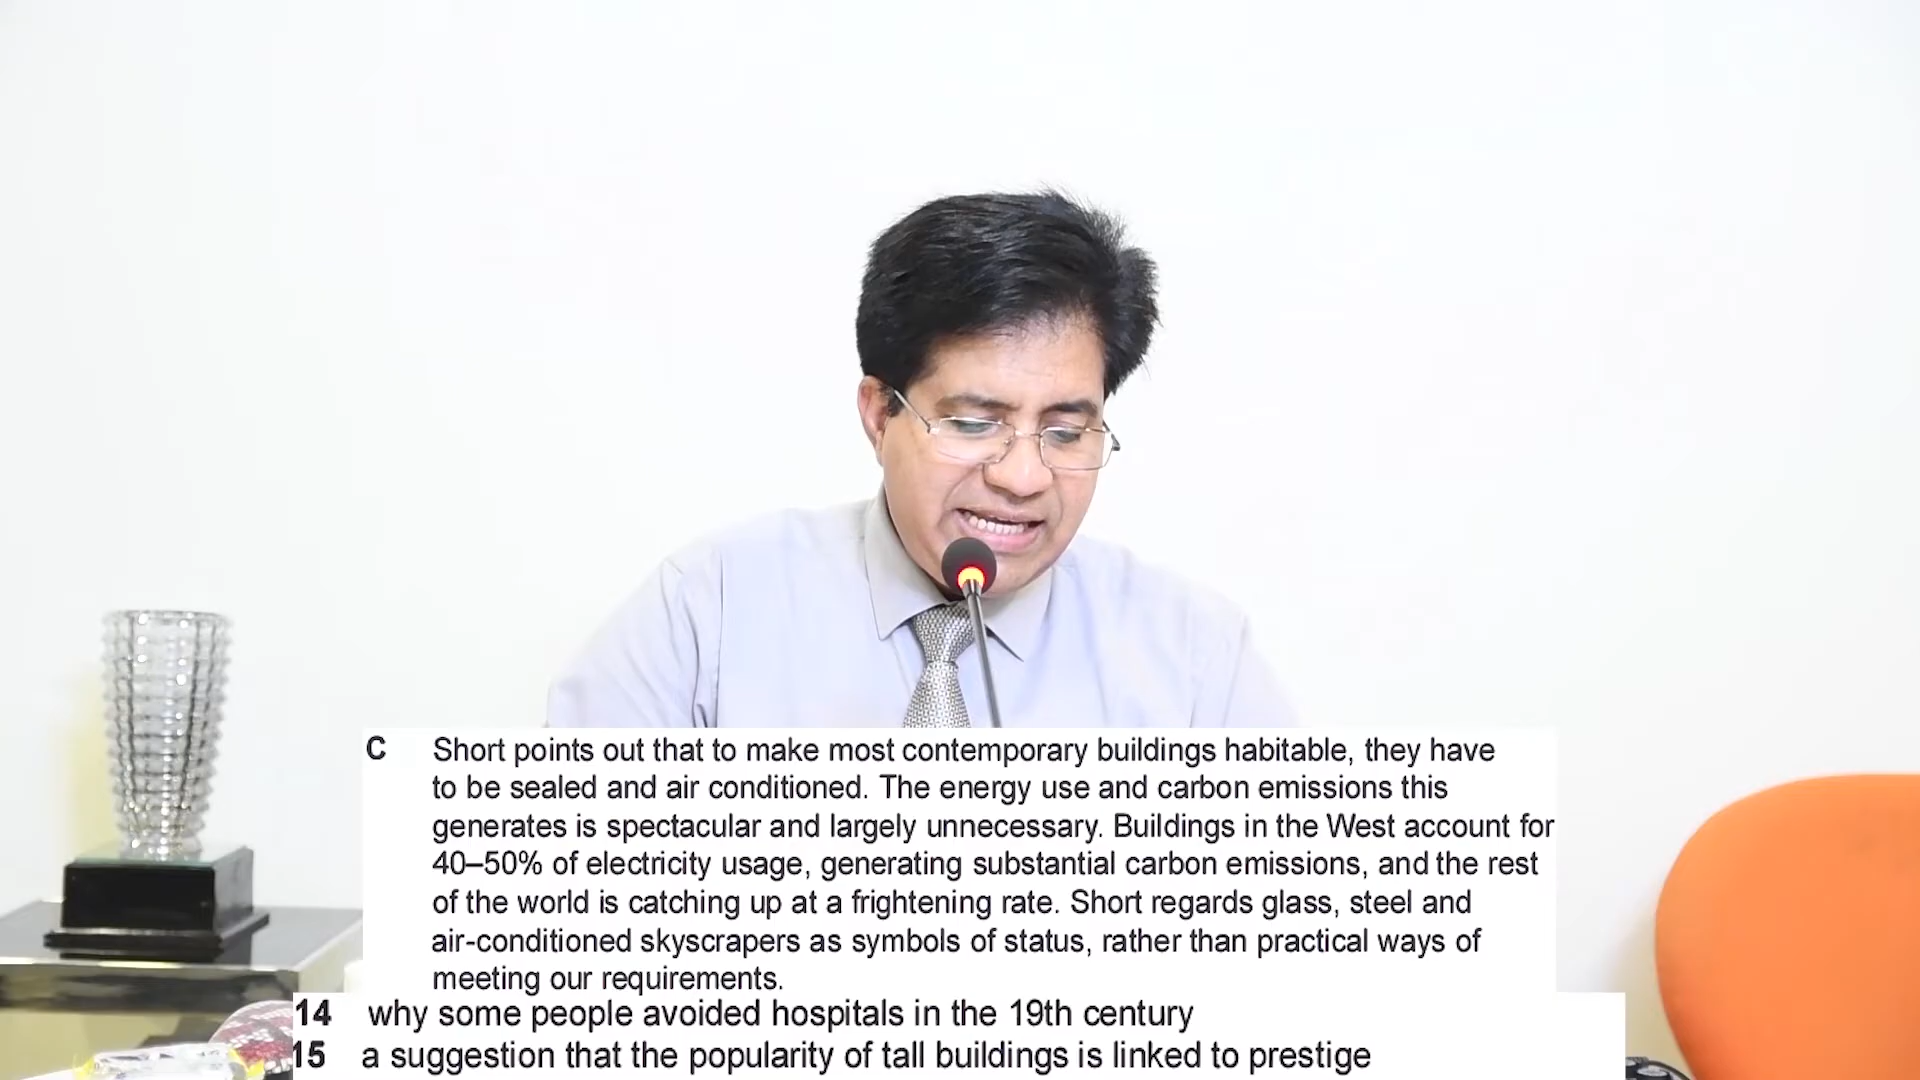 C Short points out that to make most contemporary buildings habitable, they have
to be sealed and air conditioned. The energy use and carbon emissions this
generates is spectacular and largely unnecessary. Buildings in the West account for
40–50% of electricity usage, generating substantial carbon emissions, and the rest
of the world is catching up at a frightening rate. Short regards glass, steel and
air-conditioned skyscrapers as symbols of status, rather than practical ways of
meeting our requirements.
14 why some people avoided hospitals in the 19th century
15 a suggestion that the popularity of tall buildings is linked to prestige